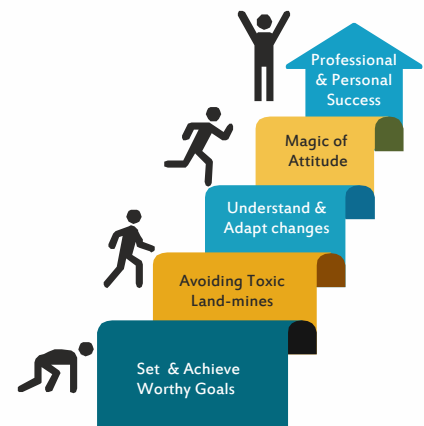 Professional
& Personal
Success
Magic of
Attitude
Understand &
Adapt changes
Avoiding Toxic
Land-mines
Set & Achieve
Worthy Goals